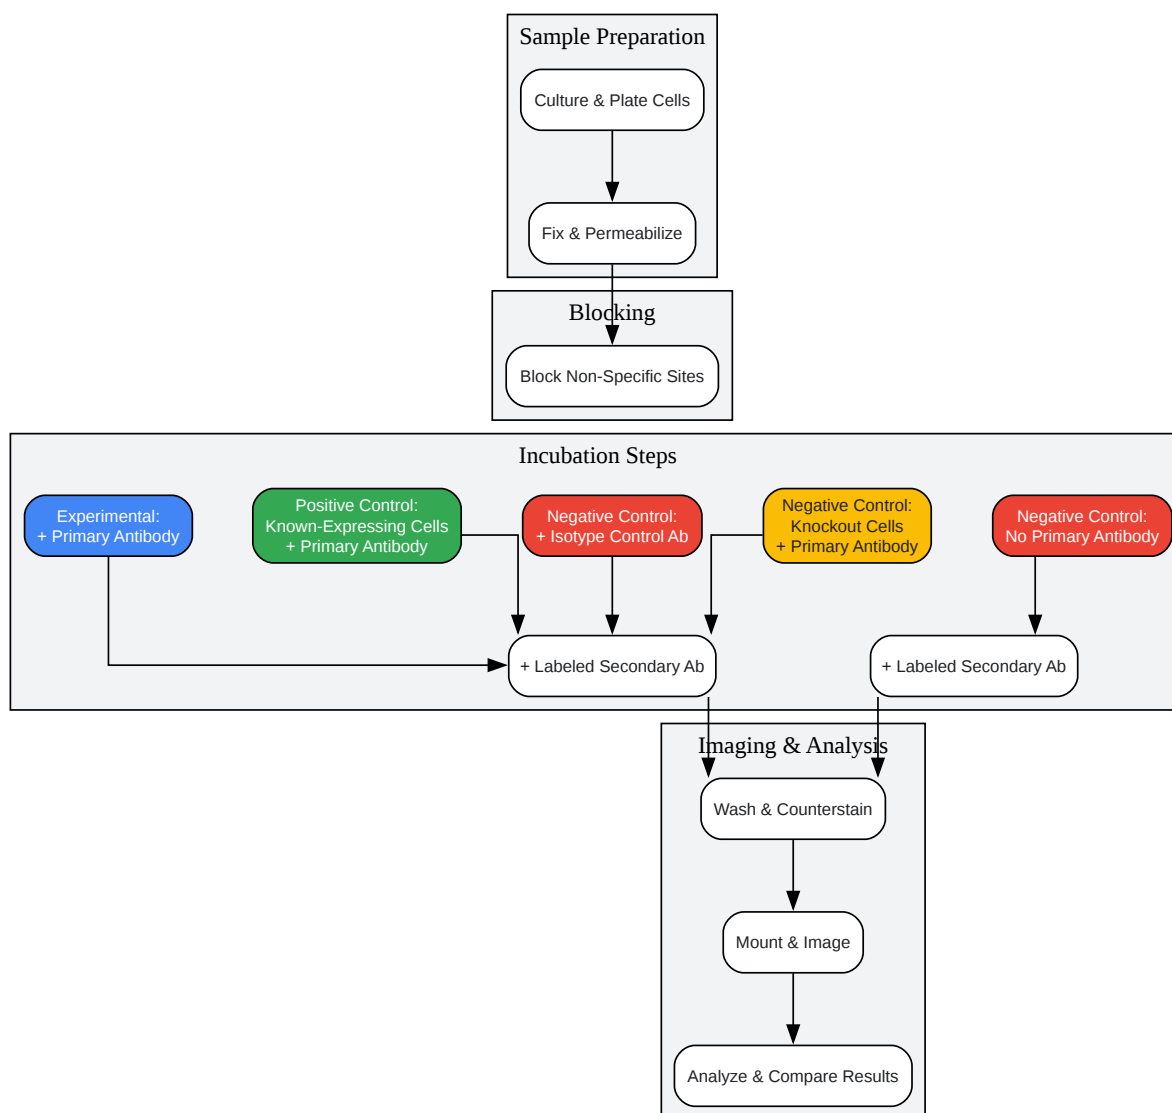 Sample Preparation
Culture & Plate Cells
Fix & Permeabilize
Blocking
Block Non-Specific Sites
Incubation Steps
Experimental:
+ Primary Antibody
Positive Control:
Known-Expressing Cells
+ Primary Antibody
Negative Control:
+ Isotype Control Ab
Negative Control:
Knockout Cells
+ Primary Antibody
Negative Control:
No Primary Antibody
+ Labeled Secondary Ab
+ Labeled Secondary Ab
Imaging & Analysis
Wash & Counterstain
Mount & Image
Analyze & Compare Results